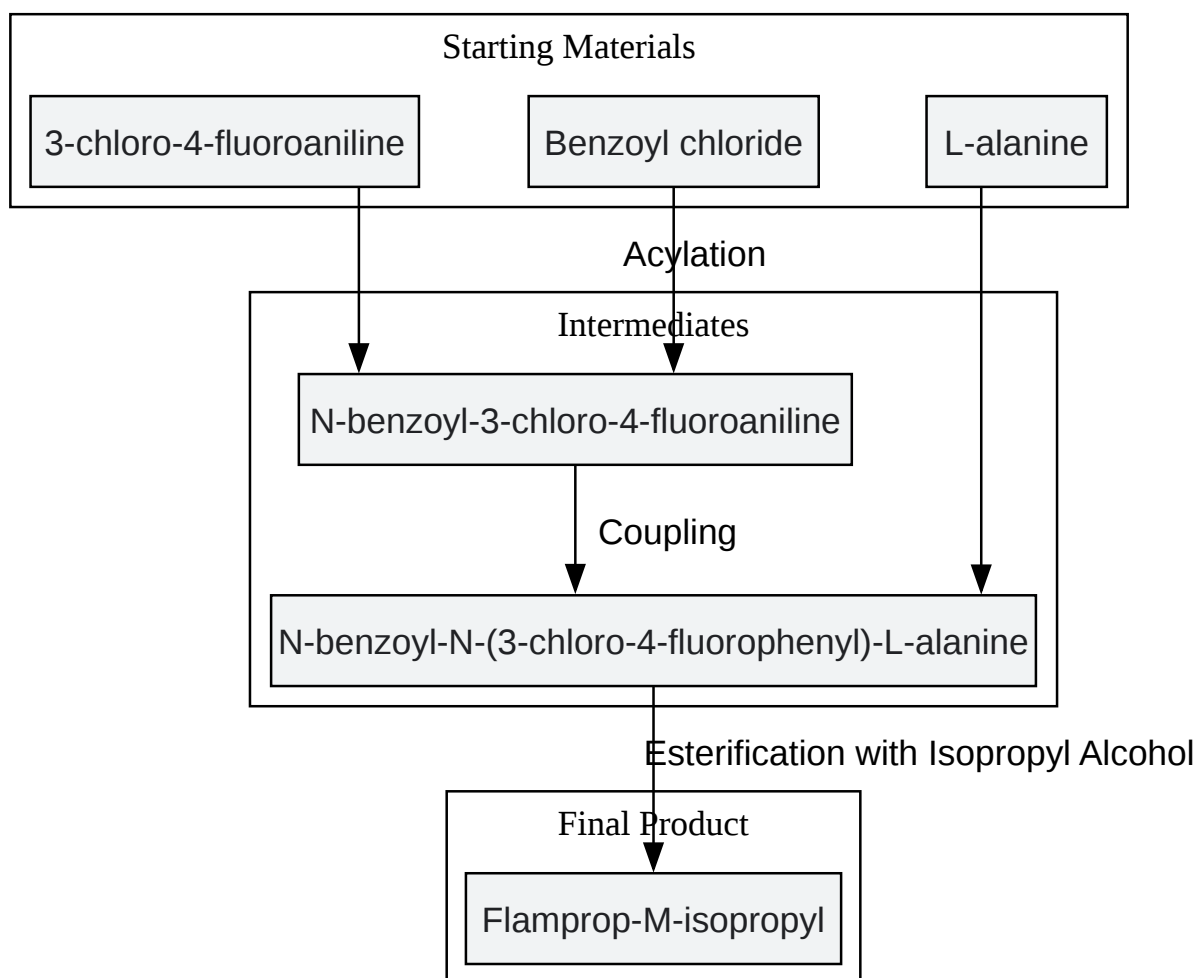 Starting Materials
3-chloro-4-fluoroaniline
Benzoyl chloride
L-alanine
Acylation
Intermediates
N-benzoyl-3-chloro-4-fluoroaniline
Coupling
N-benzoyl-N-(3-chloro-4-fluorophenyl)-L-alanine
Esterification with Isopropyl Alcohol
Final Product
Flamprop-M-isopropyl